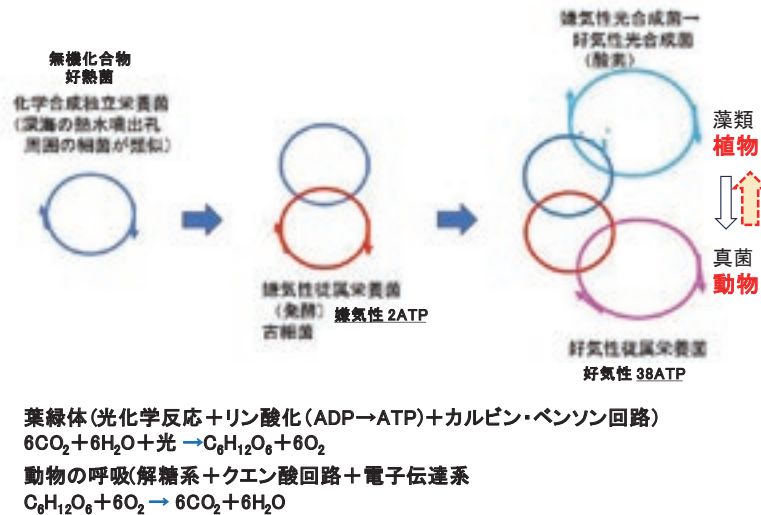 無機化合物
好熱菌
化学合成独立栄養菌
(深海の熱水噴出孔
周囲の細菌が類似)
嫌気性従属栄養菌
(発酵)
古細菌
嫌気性 2ATP
嫌気性光合成菌→
好気性光合成菌
(酸素)
藻類
植物
真菌
動物
好気性従属栄養菌
好気性 38ATP
葉緑体(光化学反応+リン酸化(ADP→ATP)+カルビン・ベンソン回路)
6CO₂+6H₂O+光 →C₆H₁₂O₆+6O₂
動物の呼吸(解糖系+クエン酸回路+電子伝達系
C₆H₁₂O₆+6O₂→ 6CO₂+6H₂O